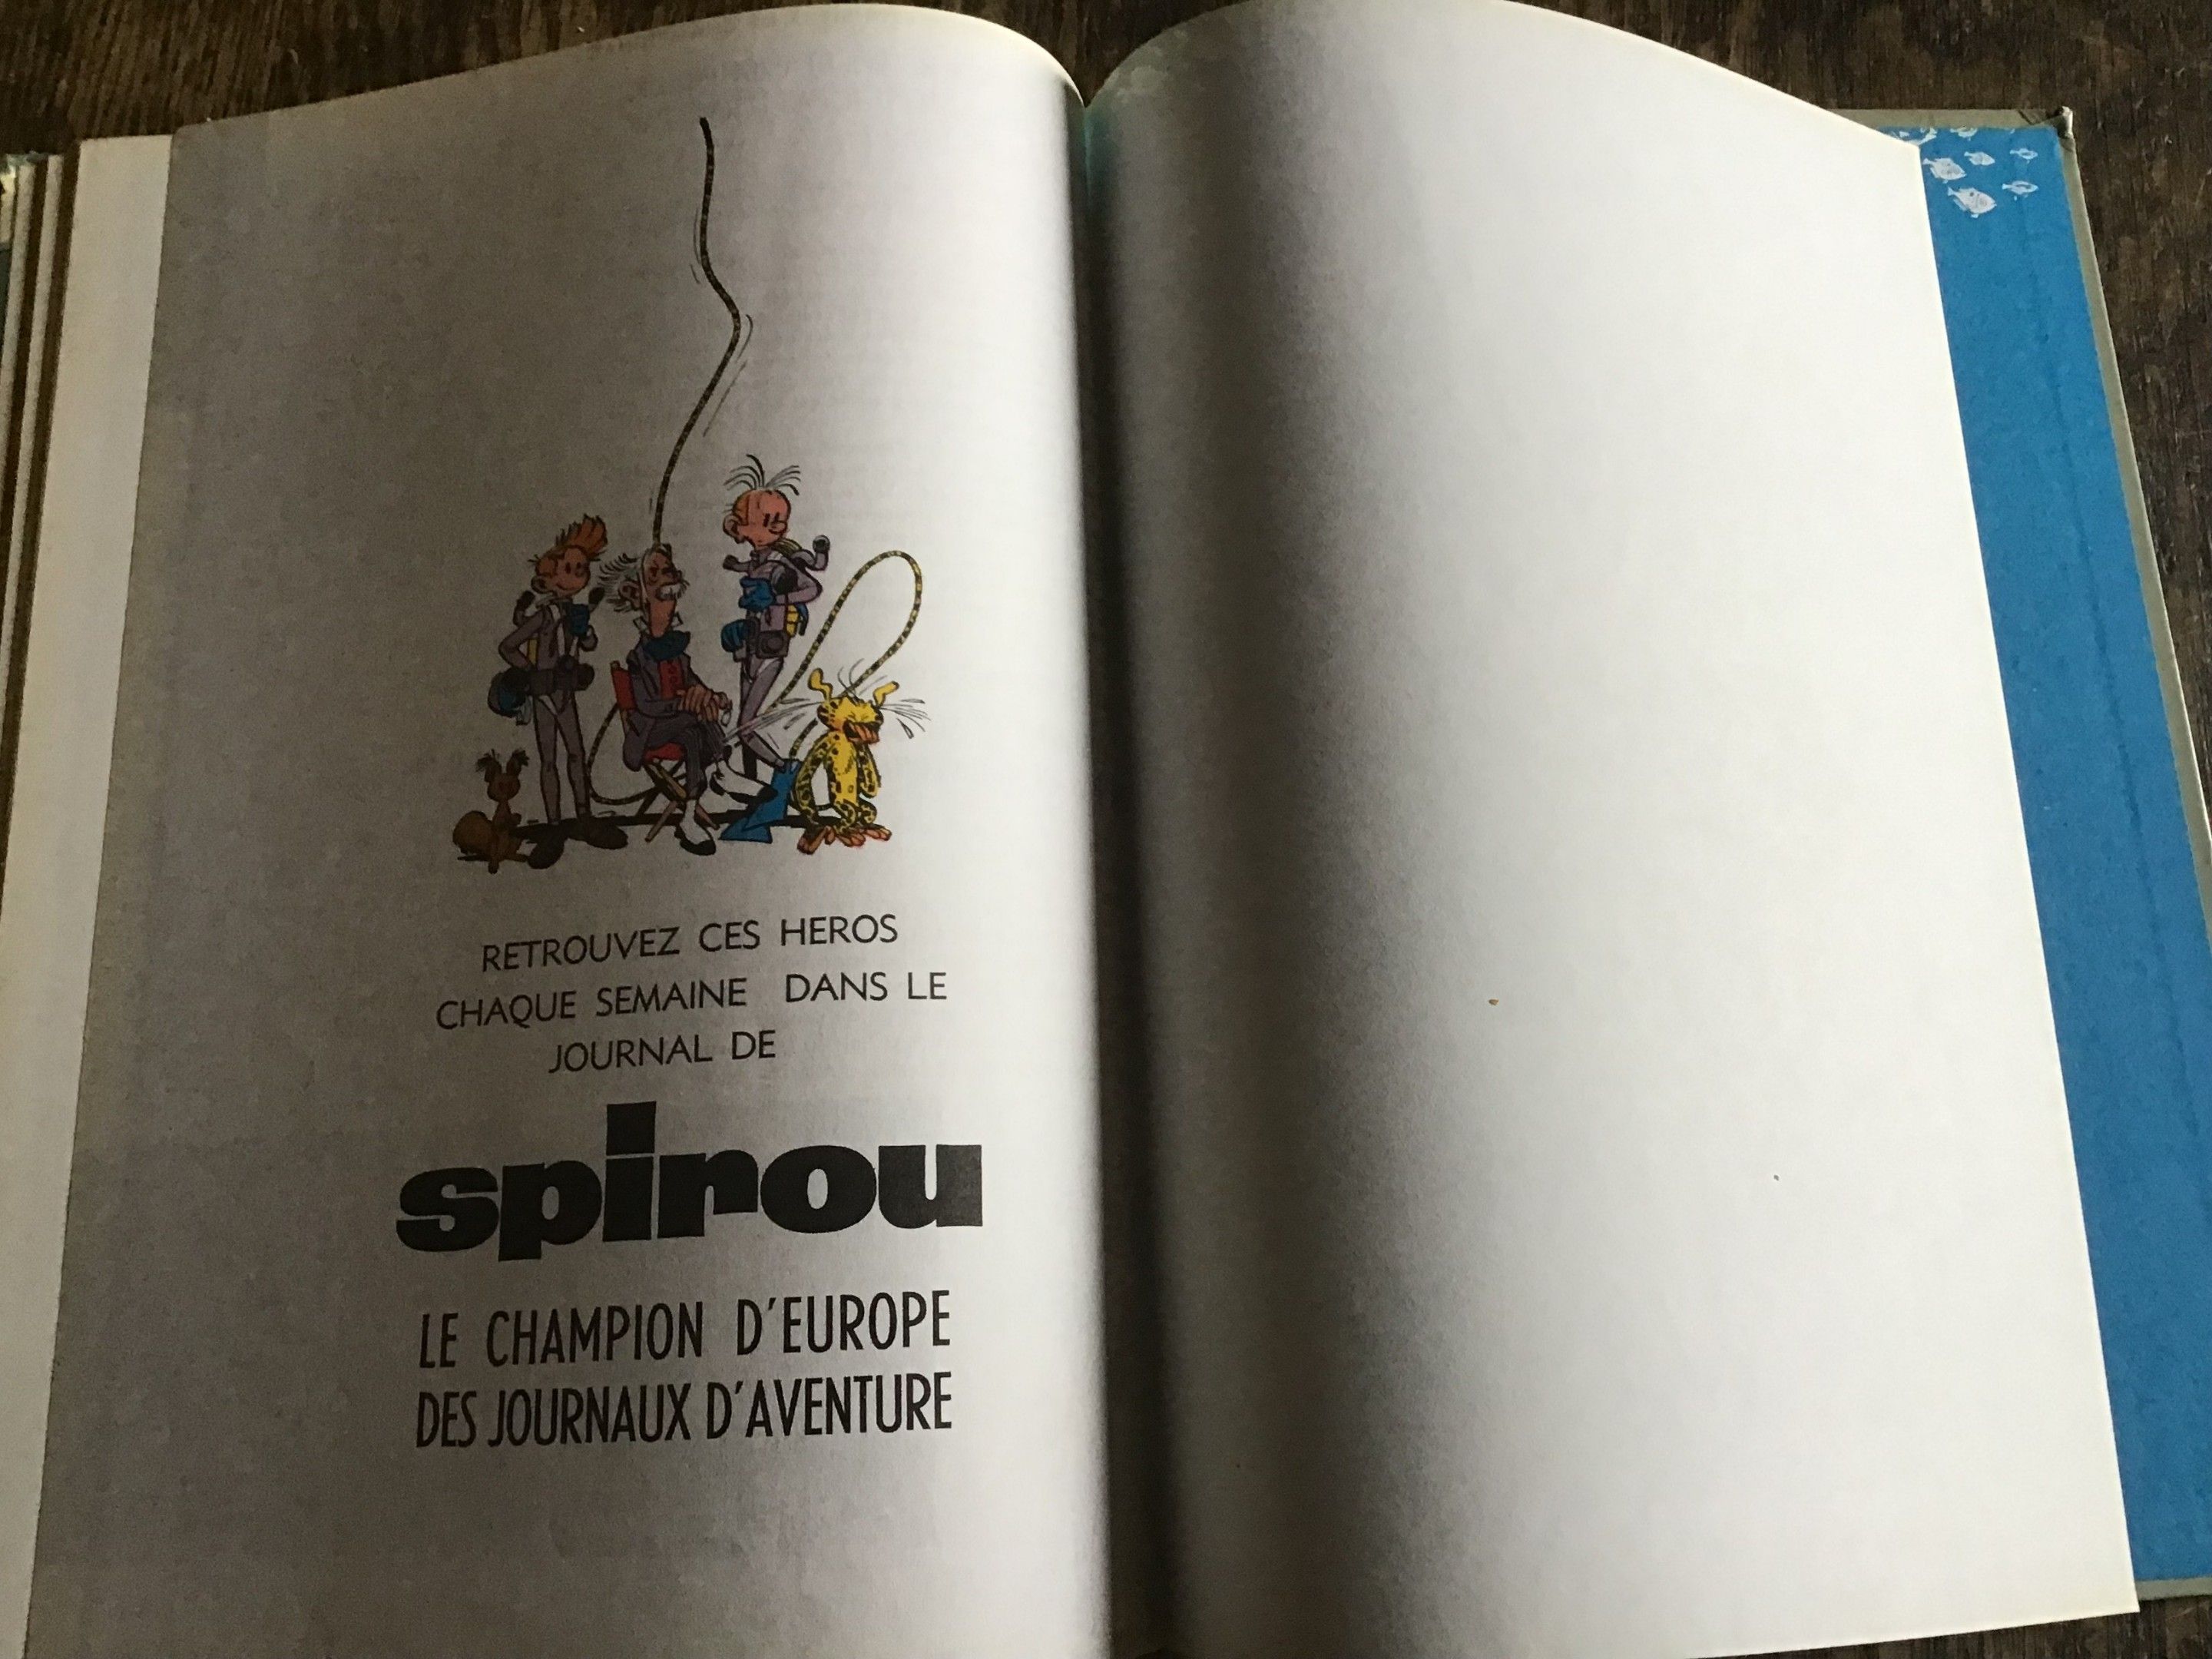 RETROUVEZ CES HEROS
CHAQUE SEMAINE DANS LE
JOURNAL DE
spirou
LE CHAMPION D'EUROPE
DES JOURNAUX D'AVENTURE